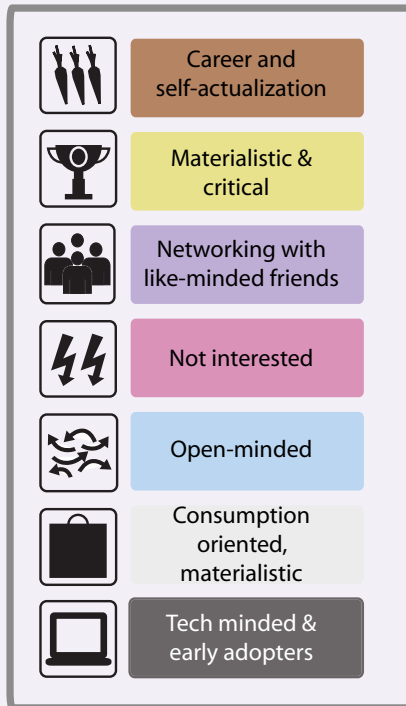 Career and
self-actualization
Materialistic &
critical
Networking with
like-minded friends
Not interested
Open-minded
Consumption
oriented,
materialistic
Tech minded &
early adopters